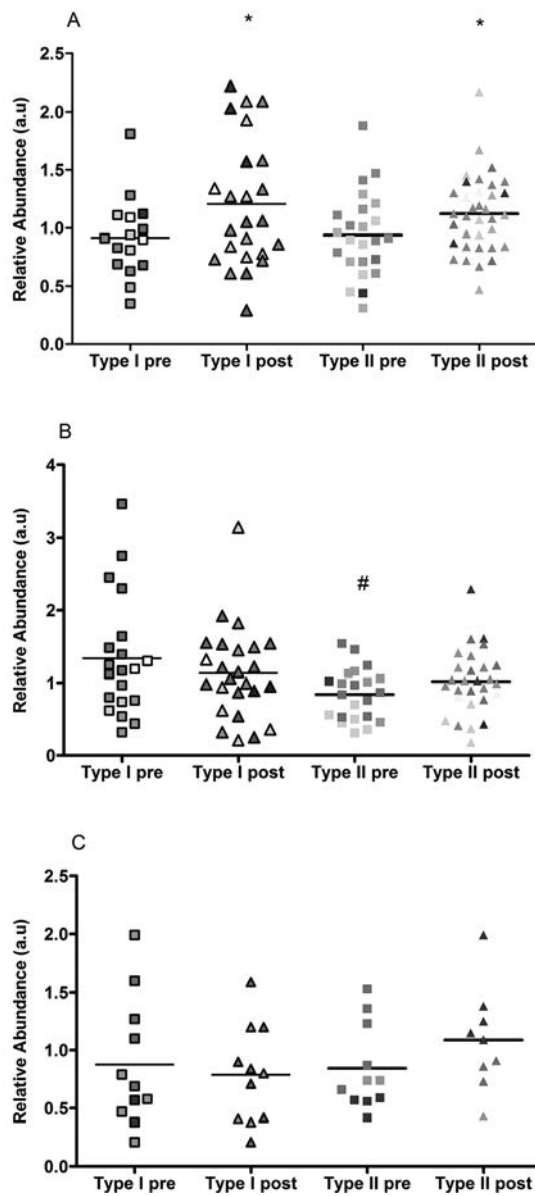 A
*
*
Relative Abundance (a.u)
2.5
2.0
1.5
1.0
0.5
0.0
Type I pre
Type I post
Type II pre
Type II post
B
Relative Abundance (a.u)
4
3
2
1
0
#
Type I pre
Type I post
Type II pre
Type II post
C
Relative Abundance (a.u)
2.5
2.0
1.5
1.0
0.5
0.0
Type I pre
Type I post
Type II pre
Type II post